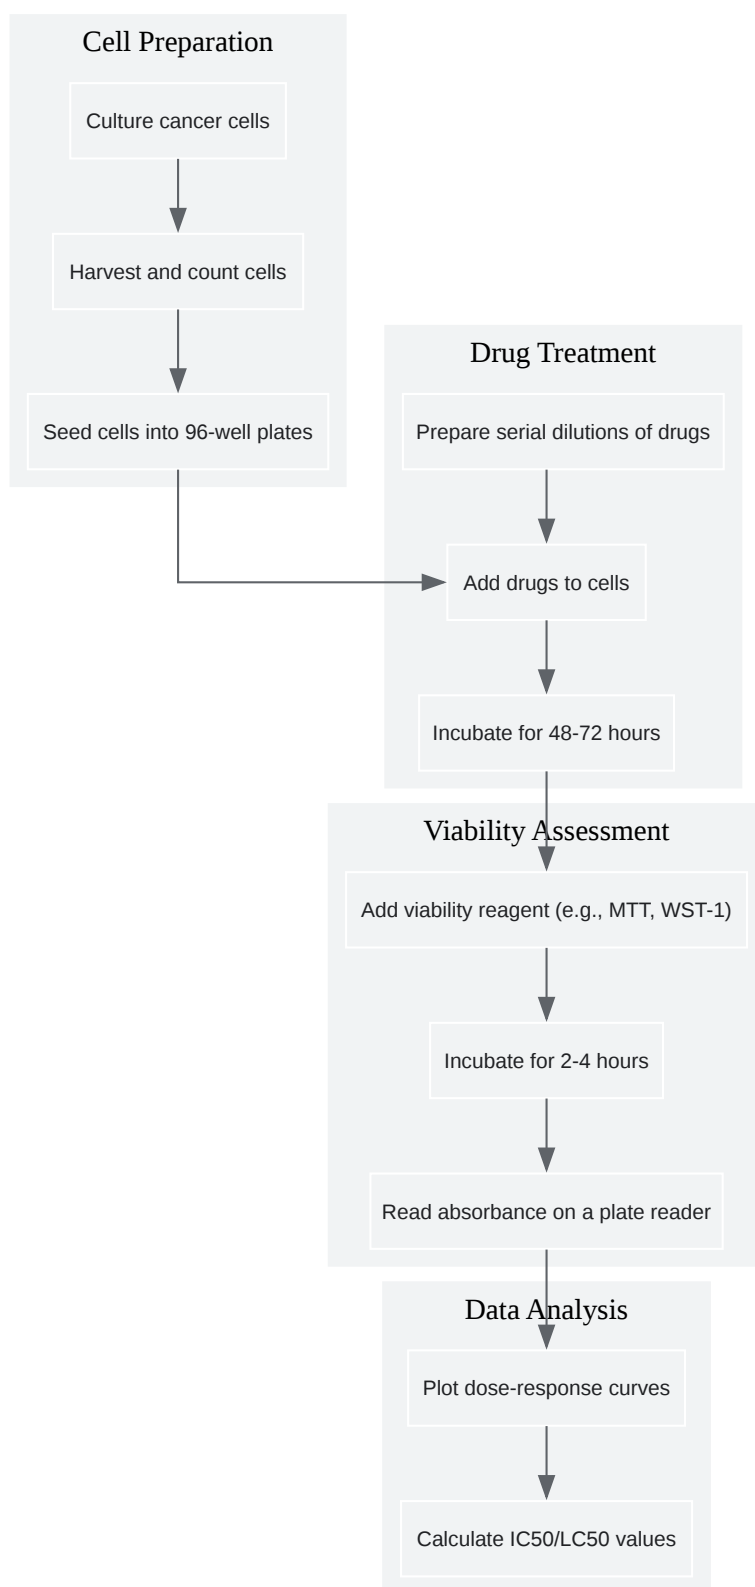 Cell Preparation
Culture cancer cells
Harvest and count cells
Seed cells into 96-well plates
Drug Treatment
Prepare serial dilutions of drugs
Add drugs to cells
Incubate for 48-72 hours
Viability Assessment
Add viability reagent (e.g., MTT, WST-1)
Incubate for 2-4 hours
Read absorbance on a plate reader
Data Analysis
Plot dose-response curves
Calculate IC50/LC50 values